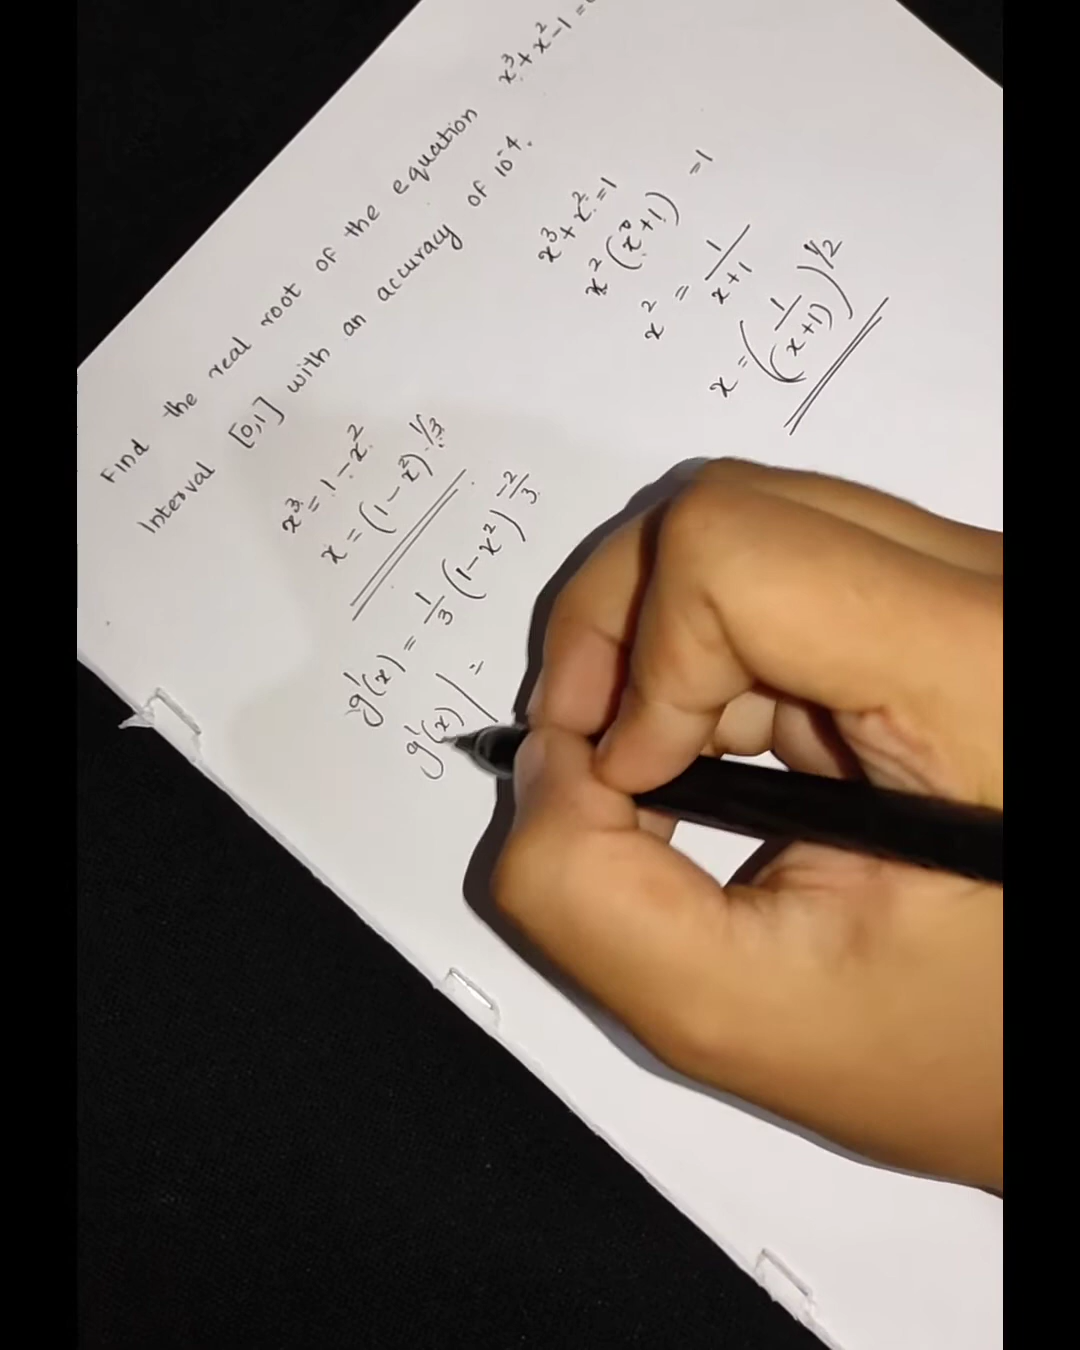 Find the real root of the equation x³+x²-1=
Interval [0,1] with an accuracy of 10⁻⁴.
x³=1-x²
x=(1-x²)^1/3
g'(x) = 1/3 (1-x²)^-2/3
g'(x)| =
x³+x²=1
x²(x+1) =1
x² = 1/x+1
x=(1/(x+1))^1/2